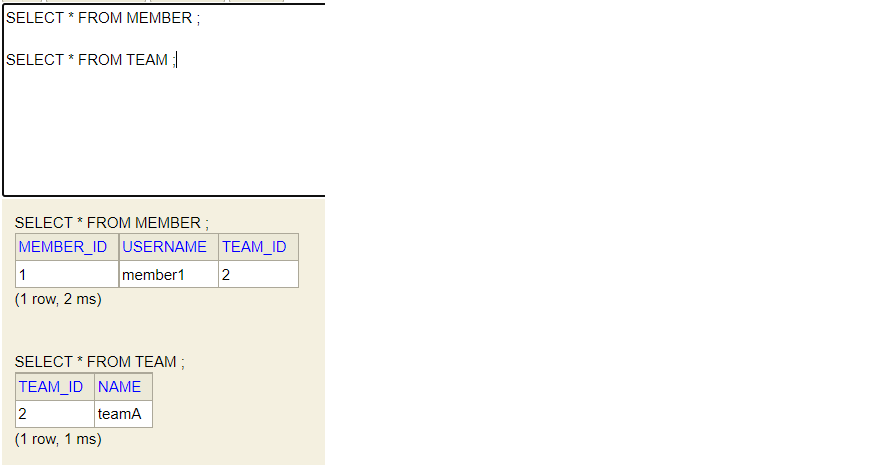 SELECT * FROM MEMBER ;
SELECT * FROM TEAM ;
SELECT * FROM MEMBER ;
MEMBER_ID USERNAME TEAM_ID
1 member1 2
(1 row, 2 ms)
SELECT * FROM TEAM ;
TEAM_ID NAME
2 teamA
(1 row, 1 ms)